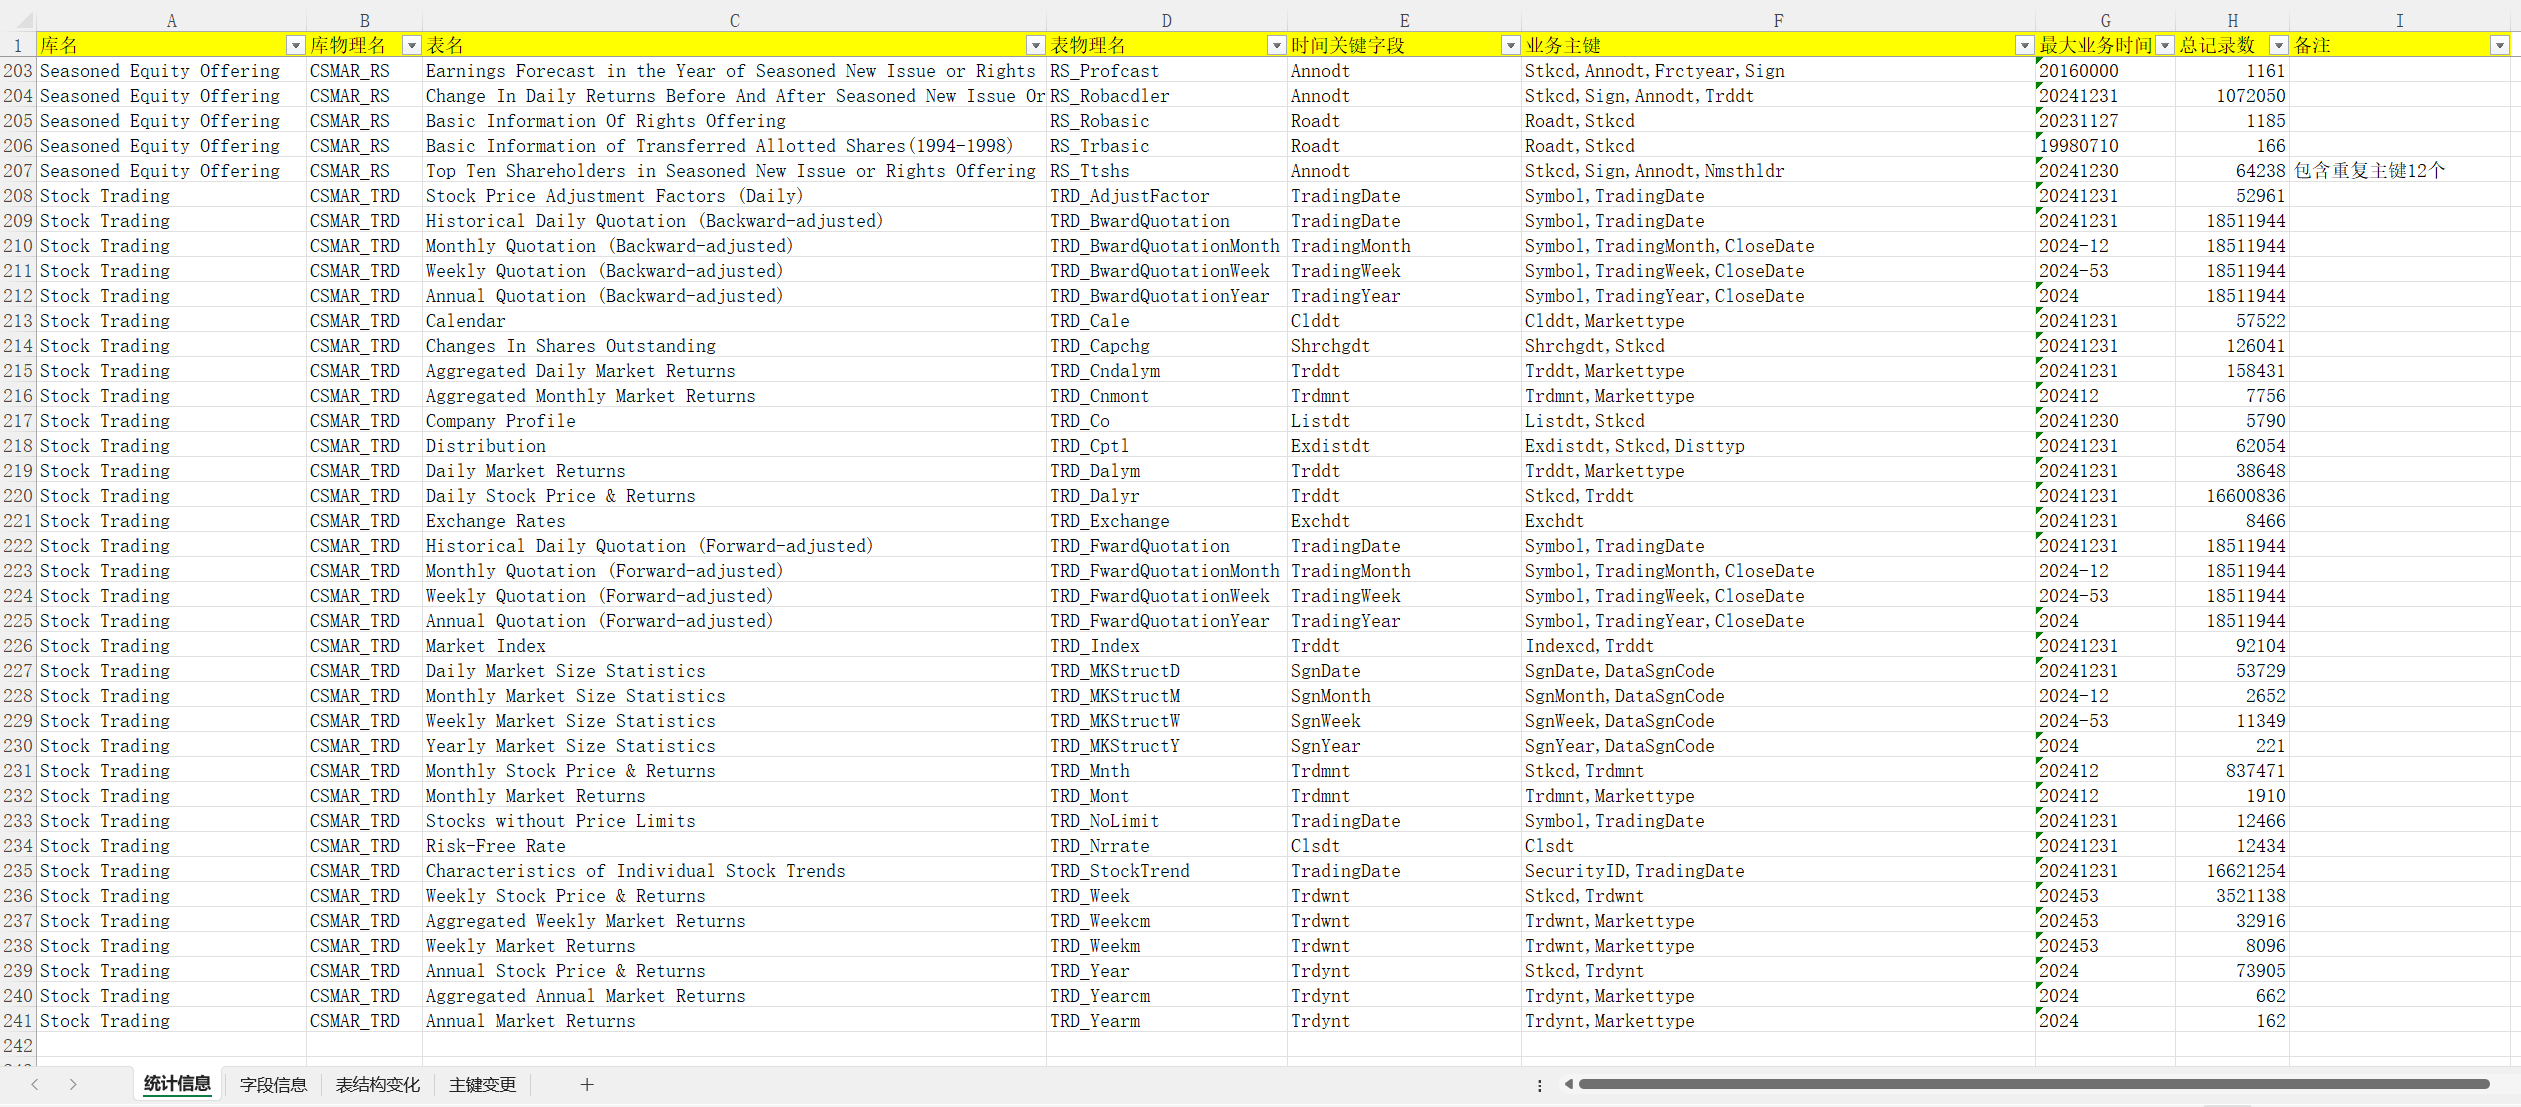 A B C D E F G H I
1 库名 库物理名 表名 表物理名 时间关键字段 业务主键 最大业务时间 总记录数 备注
203 Seasoned Equity Offering CSMAR_RS Earnings Forecast in the Year of Seasoned New Issue or Rights RS_Profcast Annodt Stkcd,Annodt,Frctyear,Sign 20160000 1161
204 Seasoned Equity Offering CSMAR_RS Change In Daily Returns Before And After Seasoned New Issue Or RS_Robacdler Annodt Stkcd,Sign,Annodt,Trddt 20241231 1072050
205 Seasoned Equity Offering CSMAR_RS Basic Information Of Rights Offering RS_Robasic Roadt Roadt,Stkcd 20231127 1185
206 Seasoned Equity Offering CSMAR_RS Basic Information of Transferred Allotted Shares(1994-1998) RS_Trbasic Roadt Roadt,Stkcd 19980710 166
207 Seasoned Equity Offering CSMAR_RS Top Ten Shareholders in Seasoned New Issue or Rights Offering RS_Ttshs Annodt Stkcd,Sign,Annodt,Nmsthldr 20241230 64238 包含重复主键12个
208 Stock Trading CSMAR_TRD Stock Price Adjustment Factors (Daily) TRD_AdjustFactor TradingDate Symbol,TradingDate 20241231 52961
209 Stock Trading CSMAR_TRD Historical Daily Quotation (Backward-adjusted) TRD_BwardQuotation TradingDate Symbol,TradingDate 20241231 18511944
210 Stock Trading CSMAR_TRD Monthly Quotation (Backward-adjusted) TRD_BwardQuotationMonth TradingMonth Symbol,TradingMonth,CloseDate 2024-12 18511944
211 Stock Trading CSMAR_TRD Weekly Quotation (Backward-adjusted) TRD_BwardQuotationWeek TradingWeek Symbol,TradingWeek,CloseDate 2024-53 18511944
212 Stock Trading CSMAR_TRD Annual Quotation (Backward-adjusted) TRD_BwardQuotationYear TradingYear Symbol,TradingYear,CloseDate 2024 18511944
213 Stock Trading CSMAR_TRD Calendar TRD_Cale Clddt Clddt,Markettype 20241231 57522
214 Stock Trading CSMAR_TRD Changes In Shares Outstanding TRD_Capchg Shrchgdt Shrchgdt,Stkcd 20241231 126041
215 Stock Trading CSMAR_TRD Aggregated Daily Market Returns TRD_Cndalym Trddt Trddt,Markettype 20241231 158431
216 Stock Trading CSMAR_TRD Aggregated Monthly Market Returns TRD_Cnmont Trdmnt Trdmnt,Markettype 202412 7756
217 Stock Trading CSMAR_TRD Company Profile TRD_Co Listdt Listdt,Stkcd 20241230 5790
218 Stock Trading CSMAR_TRD Distribution TRD_Cptl Exdistdt Exdistdt,Stkcd,Disttyp 20241231 62054
219 Stock Trading CSMAR_TRD Daily Market Returns TRD_Dalym Trddt Trddt,Markettype 20241231 38648
220 Stock Trading CSMAR_TRD Daily Stock Price & Returns TRD_Dalyr Trddt Stkcd,Trddt 20241231 16600836
221 Stock Trading CSMAR_TRD Exchange Rates TRD_Exchange Exchdt Exchdt 20241231 8466
222 Stock Trading CSMAR_TRD Historical Daily Quotation (Forward-adjusted) TRD_FwardQuotation TradingDate Symbol,TradingDate 20241231 18511944
223 Stock Trading CSMAR_TRD Monthly Quotation (Forward-adjusted) TRD_FwardQuotationMonth TradingMonth Symbol,TradingMonth,CloseDate 2024-12 18511944
224 Stock Trading CSMAR_TRD Weekly Quotation (Forward-adjusted) TRD_FwardQuotationWeek TradingWeek Symbol,TradingWeek,CloseDate 2024-53 18511944
225 Stock Trading CSMAR_TRD Annual Quotation (Forward-adjusted) TRD_FwardQuotationYear TradingYear Symbol,TradingYear,CloseDate 2024 18511944
226 Stock Trading CSMAR_TRD Market Index TRD_Index Trddt Indexcd,Trddt 20241231 92104
227 Stock Trading CSMAR_TRD Daily Market Size Statistics TRD_MKStructD SgnDate SgnDate,DataSgnCode 20241231 53729
228 Stock Trading CSMAR_TRD Monthly Market Size Statistics TRD_MKStructM SgnMonth SgnMonth,DataSgnCode 2024-12 2652
229 Stock Trading CSMAR_TRD Weekly Market Size Statistics TRD_MKStructW SgnWeek SgnWeek,DataSgnCode 2024-53 11349
230 Stock Trading CSMAR_TRD Yearly Market Size Statistics TRD_MKStructY SgnYear SgnYear,DataSgnCode 2024 221
231 Stock Trading CSMAR_TRD Monthly Stock Price & Returns TRD_Mnth Trdmnt Stkcd,Trdmnt 202412 837471
232 Stock Trading CSMAR_TRD Monthly Market Returns TRD_Mont Trdmnt Trdmnt,Markettype 202412 1910
233 Stock Trading CSMAR_TRD Stocks without Price Limits TRD_NoLimit TradingDate Symbol,TradingDate 20241231 12466
234 Stock Trading CSMAR_TRD Risk-Free Rate TRD_Nrrate Clsdt Clsdt 20241231 12434
235 Stock Trading CSMAR_TRD Characteristics of Individual Stock Trends TRD_StockTrend TradingDate SecurityID,TradingDate 20241231 16621254
236 Stock Trading CSMAR_TRD Weekly Stock Price & Returns TRD_Week Trdwnt Stkcd,Trdwnt 202453 3521138
237 Stock Trading CSMAR_TRD Aggregated Weekly Market Returns TRD_Weekcm Trdwnt Trdwnt,Markettype 202453 32916
238 Stock Trading CSMAR_TRD Weekly Market Returns TRD_Weekm Trdwnt Trdwnt,Markettype 202453 8096
239 Stock Trading CSMAR_TRD Annual Stock Price & Returns TRD_Year Trdynt Stkcd,Trdynt 2024 73905
240 Stock Trading CSMAR_TRD Aggregated Annual Market Returns TRD_Yearcm Trdynt Trdynt,Markettype 2024 662
241 Stock Trading CSMAR_TRD Annual Market Returns TRD_Yearm Trdynt Trdynt,Markettype 2024 162
242
统计信息 字段信息 表结构变化 主键变更